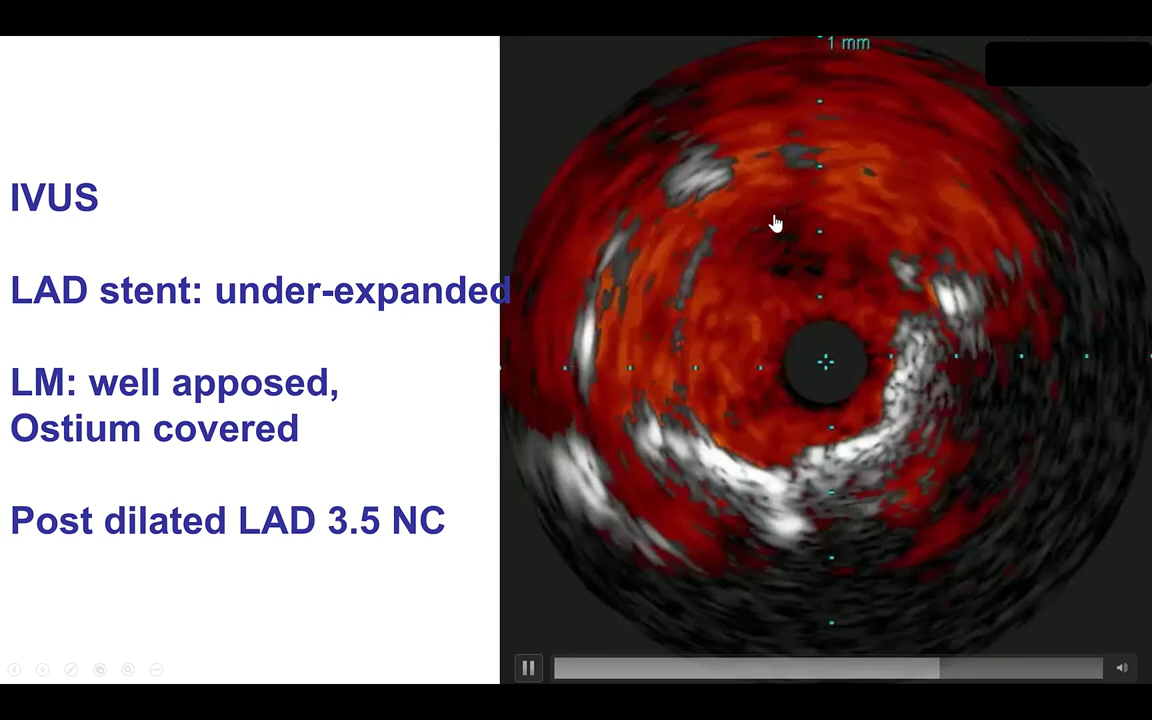 1 mm
IVUS
LAD stent: under-expanded
LM: well apposed,
Ostium covered
Post dilated LAD 3.5 NC